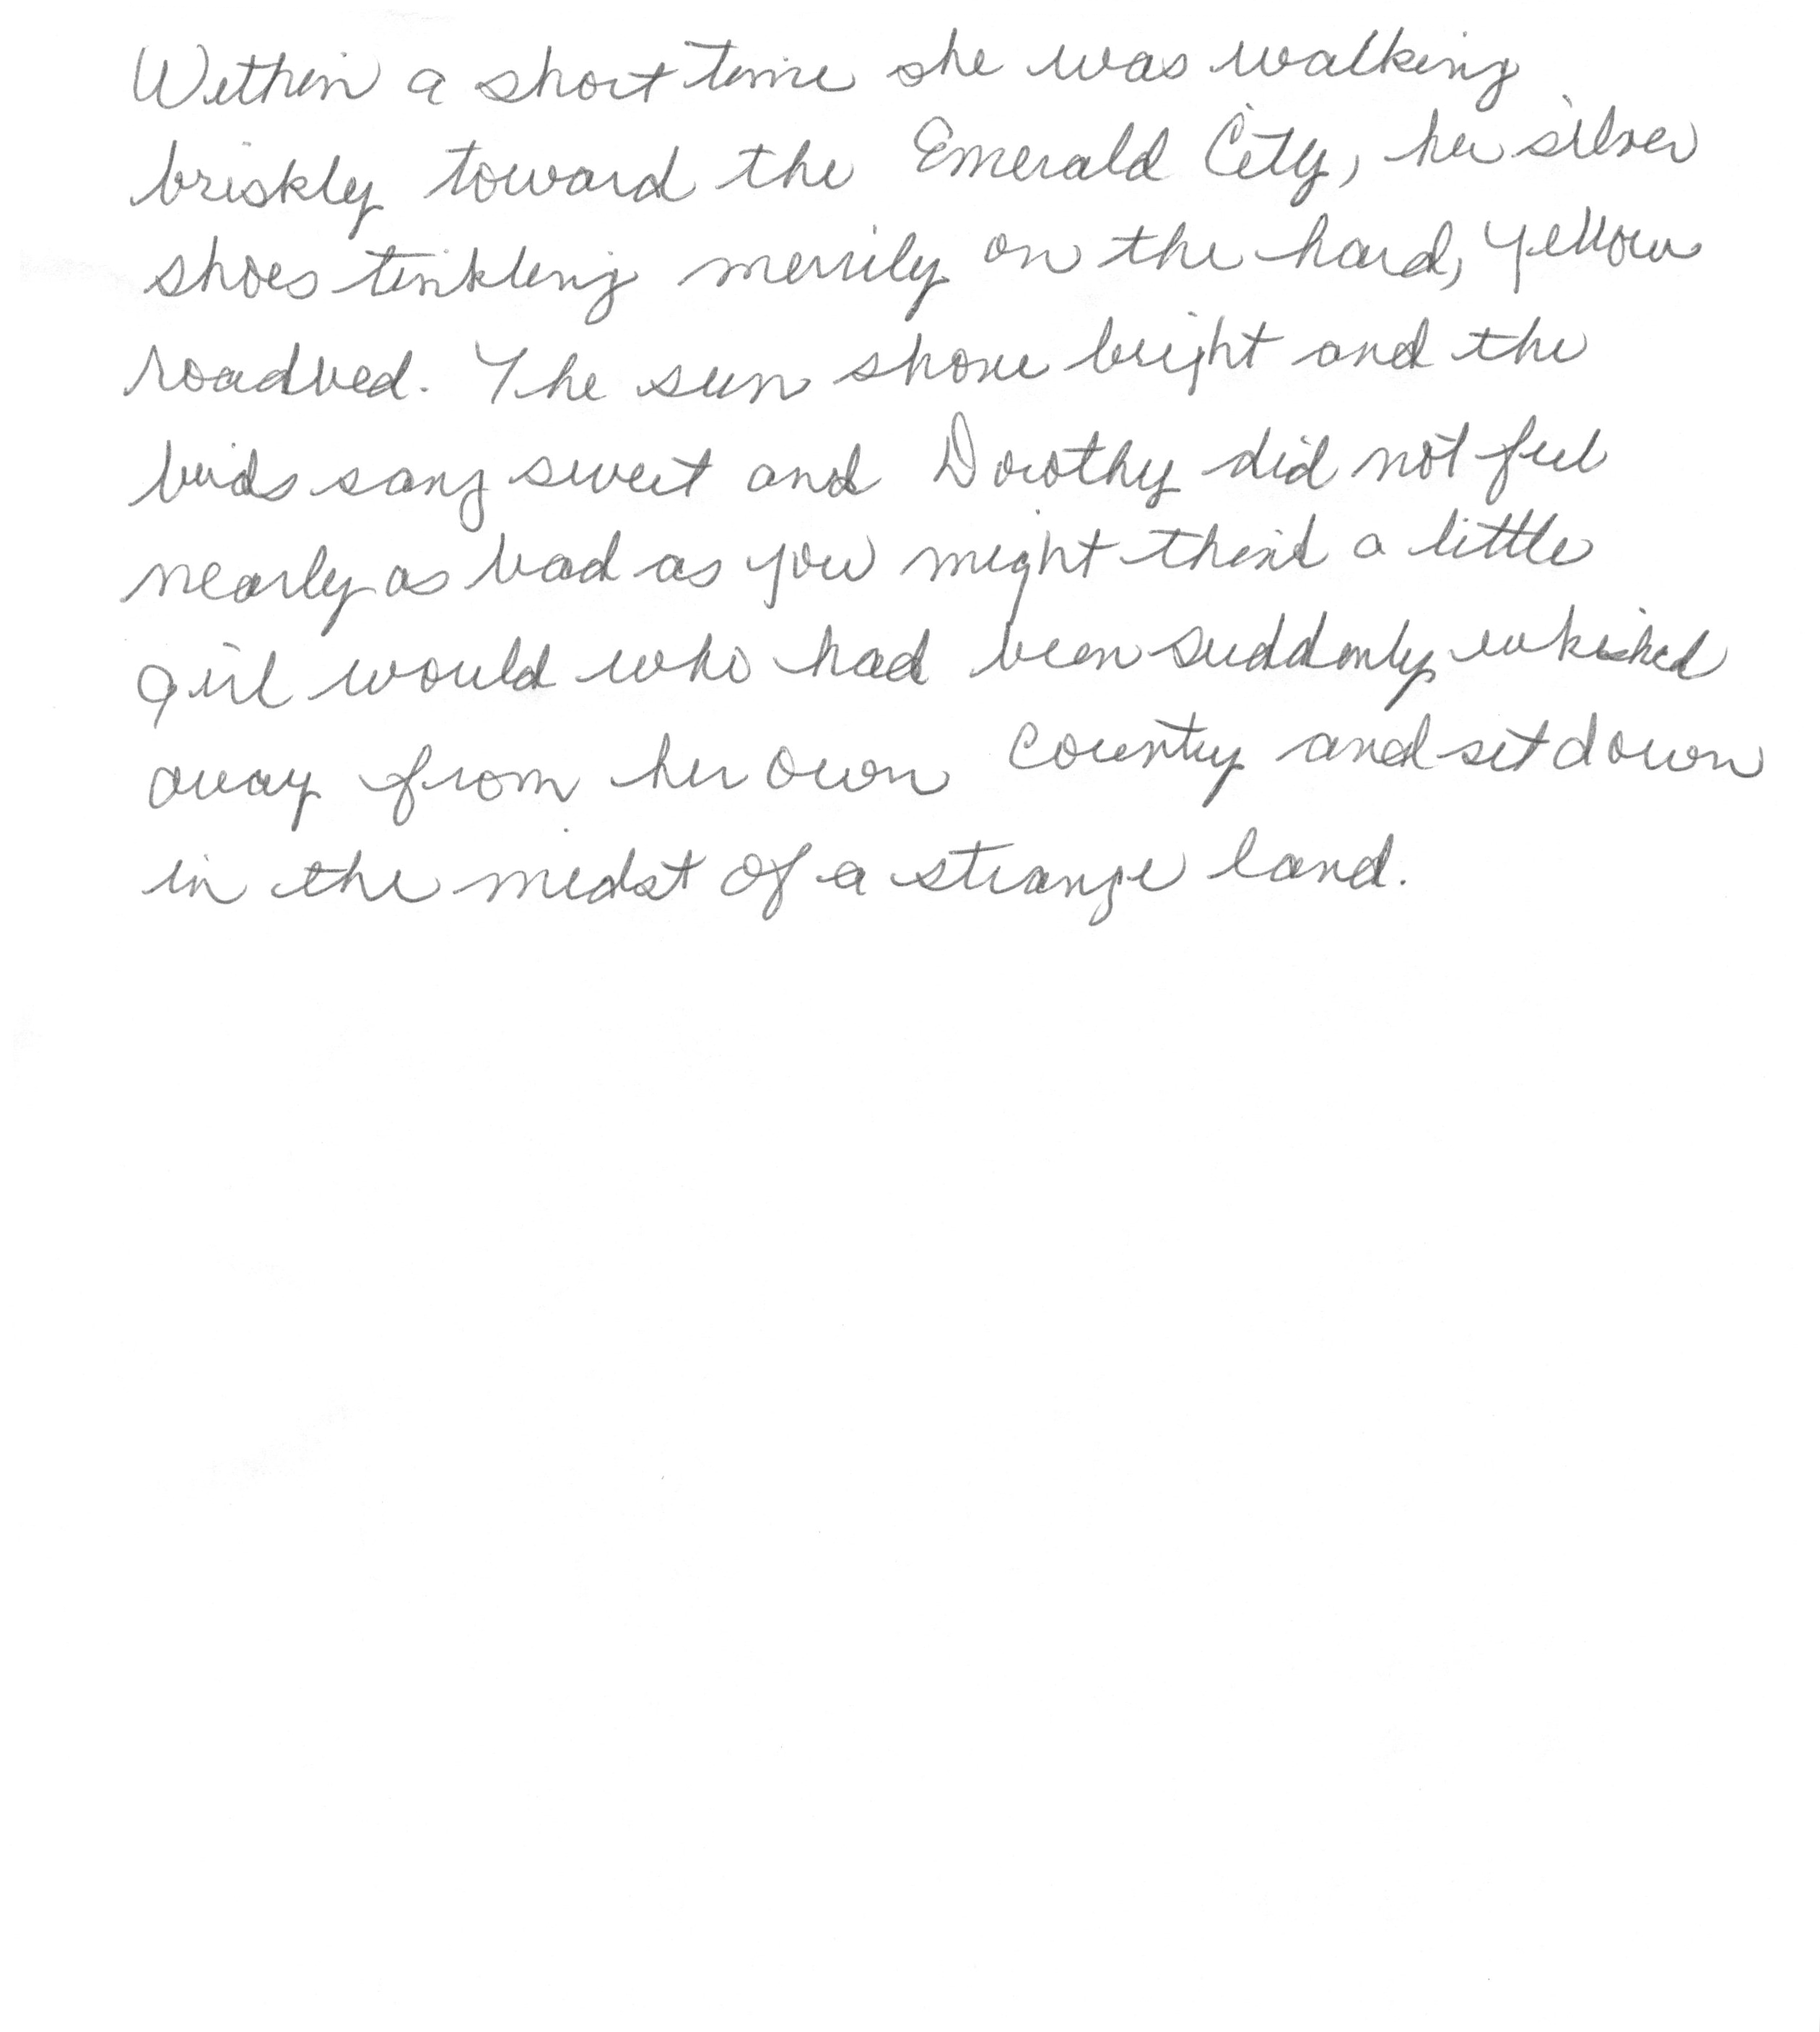 Within a short time she was walking
briskly toward the Emerald City, her silver
shoes tinkling merrily on the hard, yellow
roadbed. The sun shone bright and the
birds sang sweet and Dorothy did not feel
nearly as bad as you might think a little
girl would who had been suddenly whisked
away from her own country and set down
in the midst of a strange land.